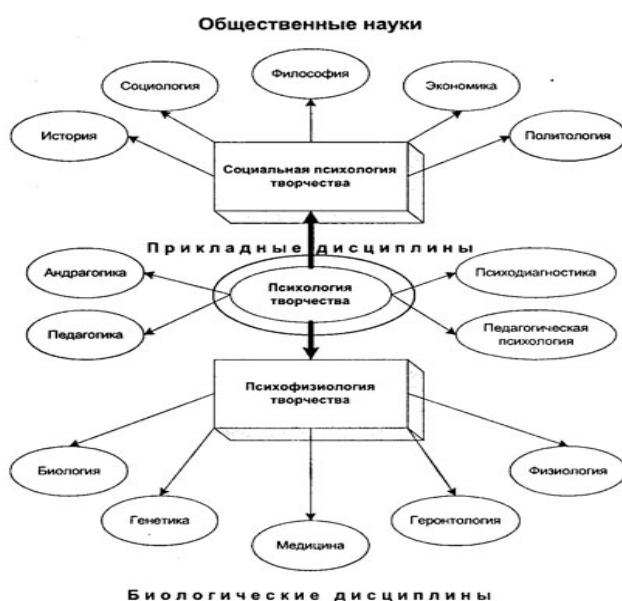 Общественные науки
Философия
Социология
Экономика
История
Политология
Социальная психология
творчества
Прикладные дисциплины
Андрагогика
Психодиагностика
Психология
творчества
Педагогика
Педагогическая
психология
Психофизиология
творчества
Биология
Физиология
Генетика
Геронтология
Медицина
Биологические дисциплины